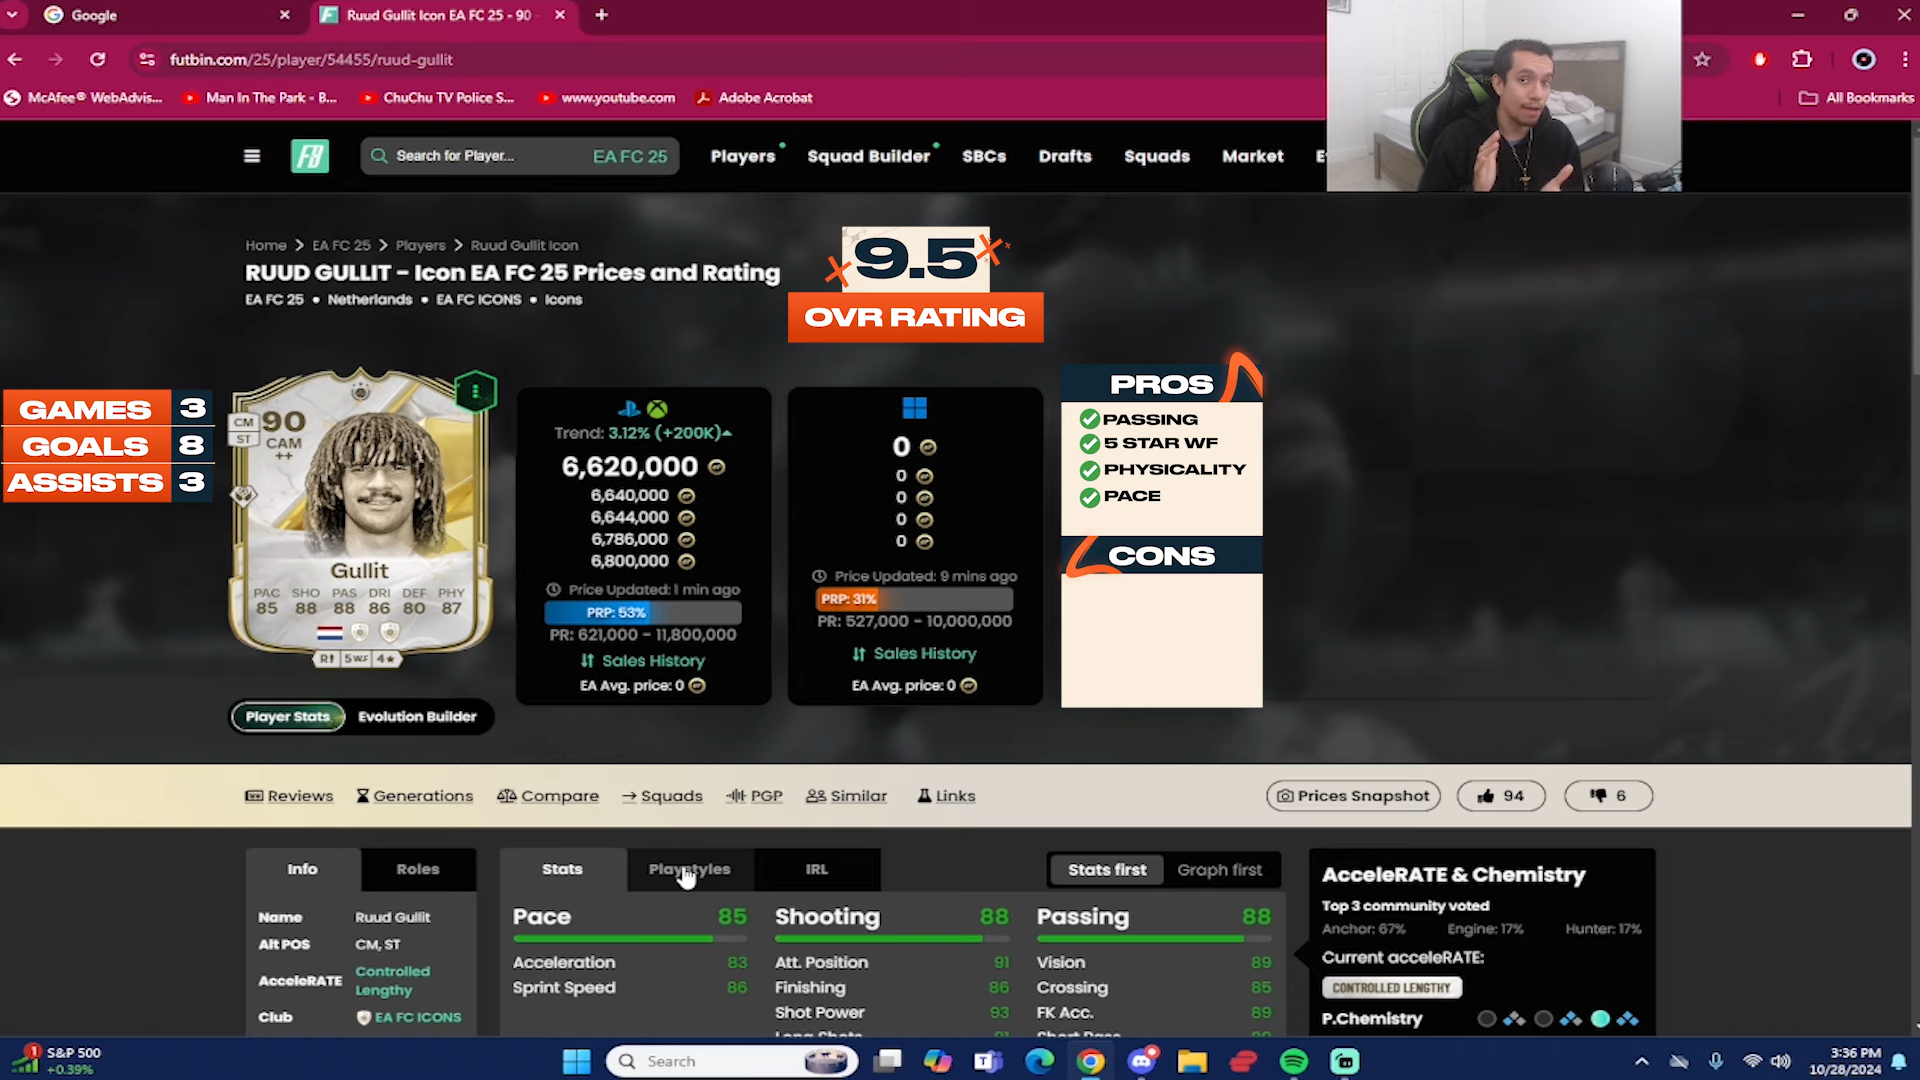 Google
Ruud Gullit Icon EA FC 25 - 90
futbin.com/25/player/54455/ruud-gullit
McAfee® WebAdvis...
Man In The Park - B...
ChuChu TV Police S...
www.youtube.com
Adobe Acrobat
All Bookmarks
FB
Search for Player...
EA FC 25
Players
Squad Builder
SBCs
Drafts
Squads
Market
E
Home > EA FC 25 > Players > Ruud Gullit Icon
RUUD GULLIT - Icon EA FC 25 Prices and Rating
EA FC 25 • Netherlands • EA FC ICONS • Icons
9.5
OVR RATING
GAMES 3
GOALS 8
ASSISTS 3
CM
ST
90
CAM
++
Gullit
PAC SHO PAS DRI DEF PHY
85 88 88 86 80 87
R 5 W.F 4★
Trend: 3.12% (+200K)
6,620,000
6,640,000
6,644,000
6,786,000
6,800,000
Price Updated: 1 min ago
PRP: 53%
PR: 621,000 - 11,800,000
Sales History
EA Avg. price: 0
0
0
0
0
0
Price Updated: 9 mins ago
PRP: 31%
PR: 527,000 - 10,000,000
Sales History
EA Avg. price: 0
PROS
PASSING
5 STAR WF
PHYSICALITY
PACE
CONS
Player Stats
Evolution Builder
Reviews
Generations
Compare
Squads
PGP
Similar
Links
Prices Snapshot
94
6
Info
Roles
Name Ruud Gullit
Alt POS CM, ST
AcceleRATE Controlled Lengthy
Club EA FC ICONS
Stats
Playstyles
IRL
Stats first
Graph first
Pace 85
Acceleration 83
Sprint Speed 86
Shooting 88
Att. Position 91
Finishing 86
Shot Power 93
Long Shots 91
Passing 88
Vision 89
Crossing 85
FK Acc. 89
Short Pass
AcceleRATE & Chemistry
Top 3 community voted
Anchor: 67% Engine: 17% Hunter: 17%
Current acceleRATE:
CONTROLLED LENGTHY
P.Chemistry
1
S&P 500
+0.39%
Search
3:36 PM
10/28/2024